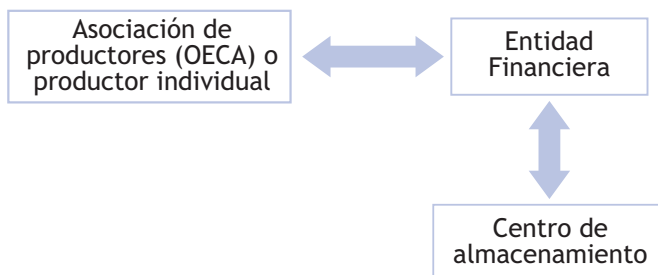 Asociación de
productores (OECA) o
productor individual
Entidad
Financiera
Centro de
almacenamiento